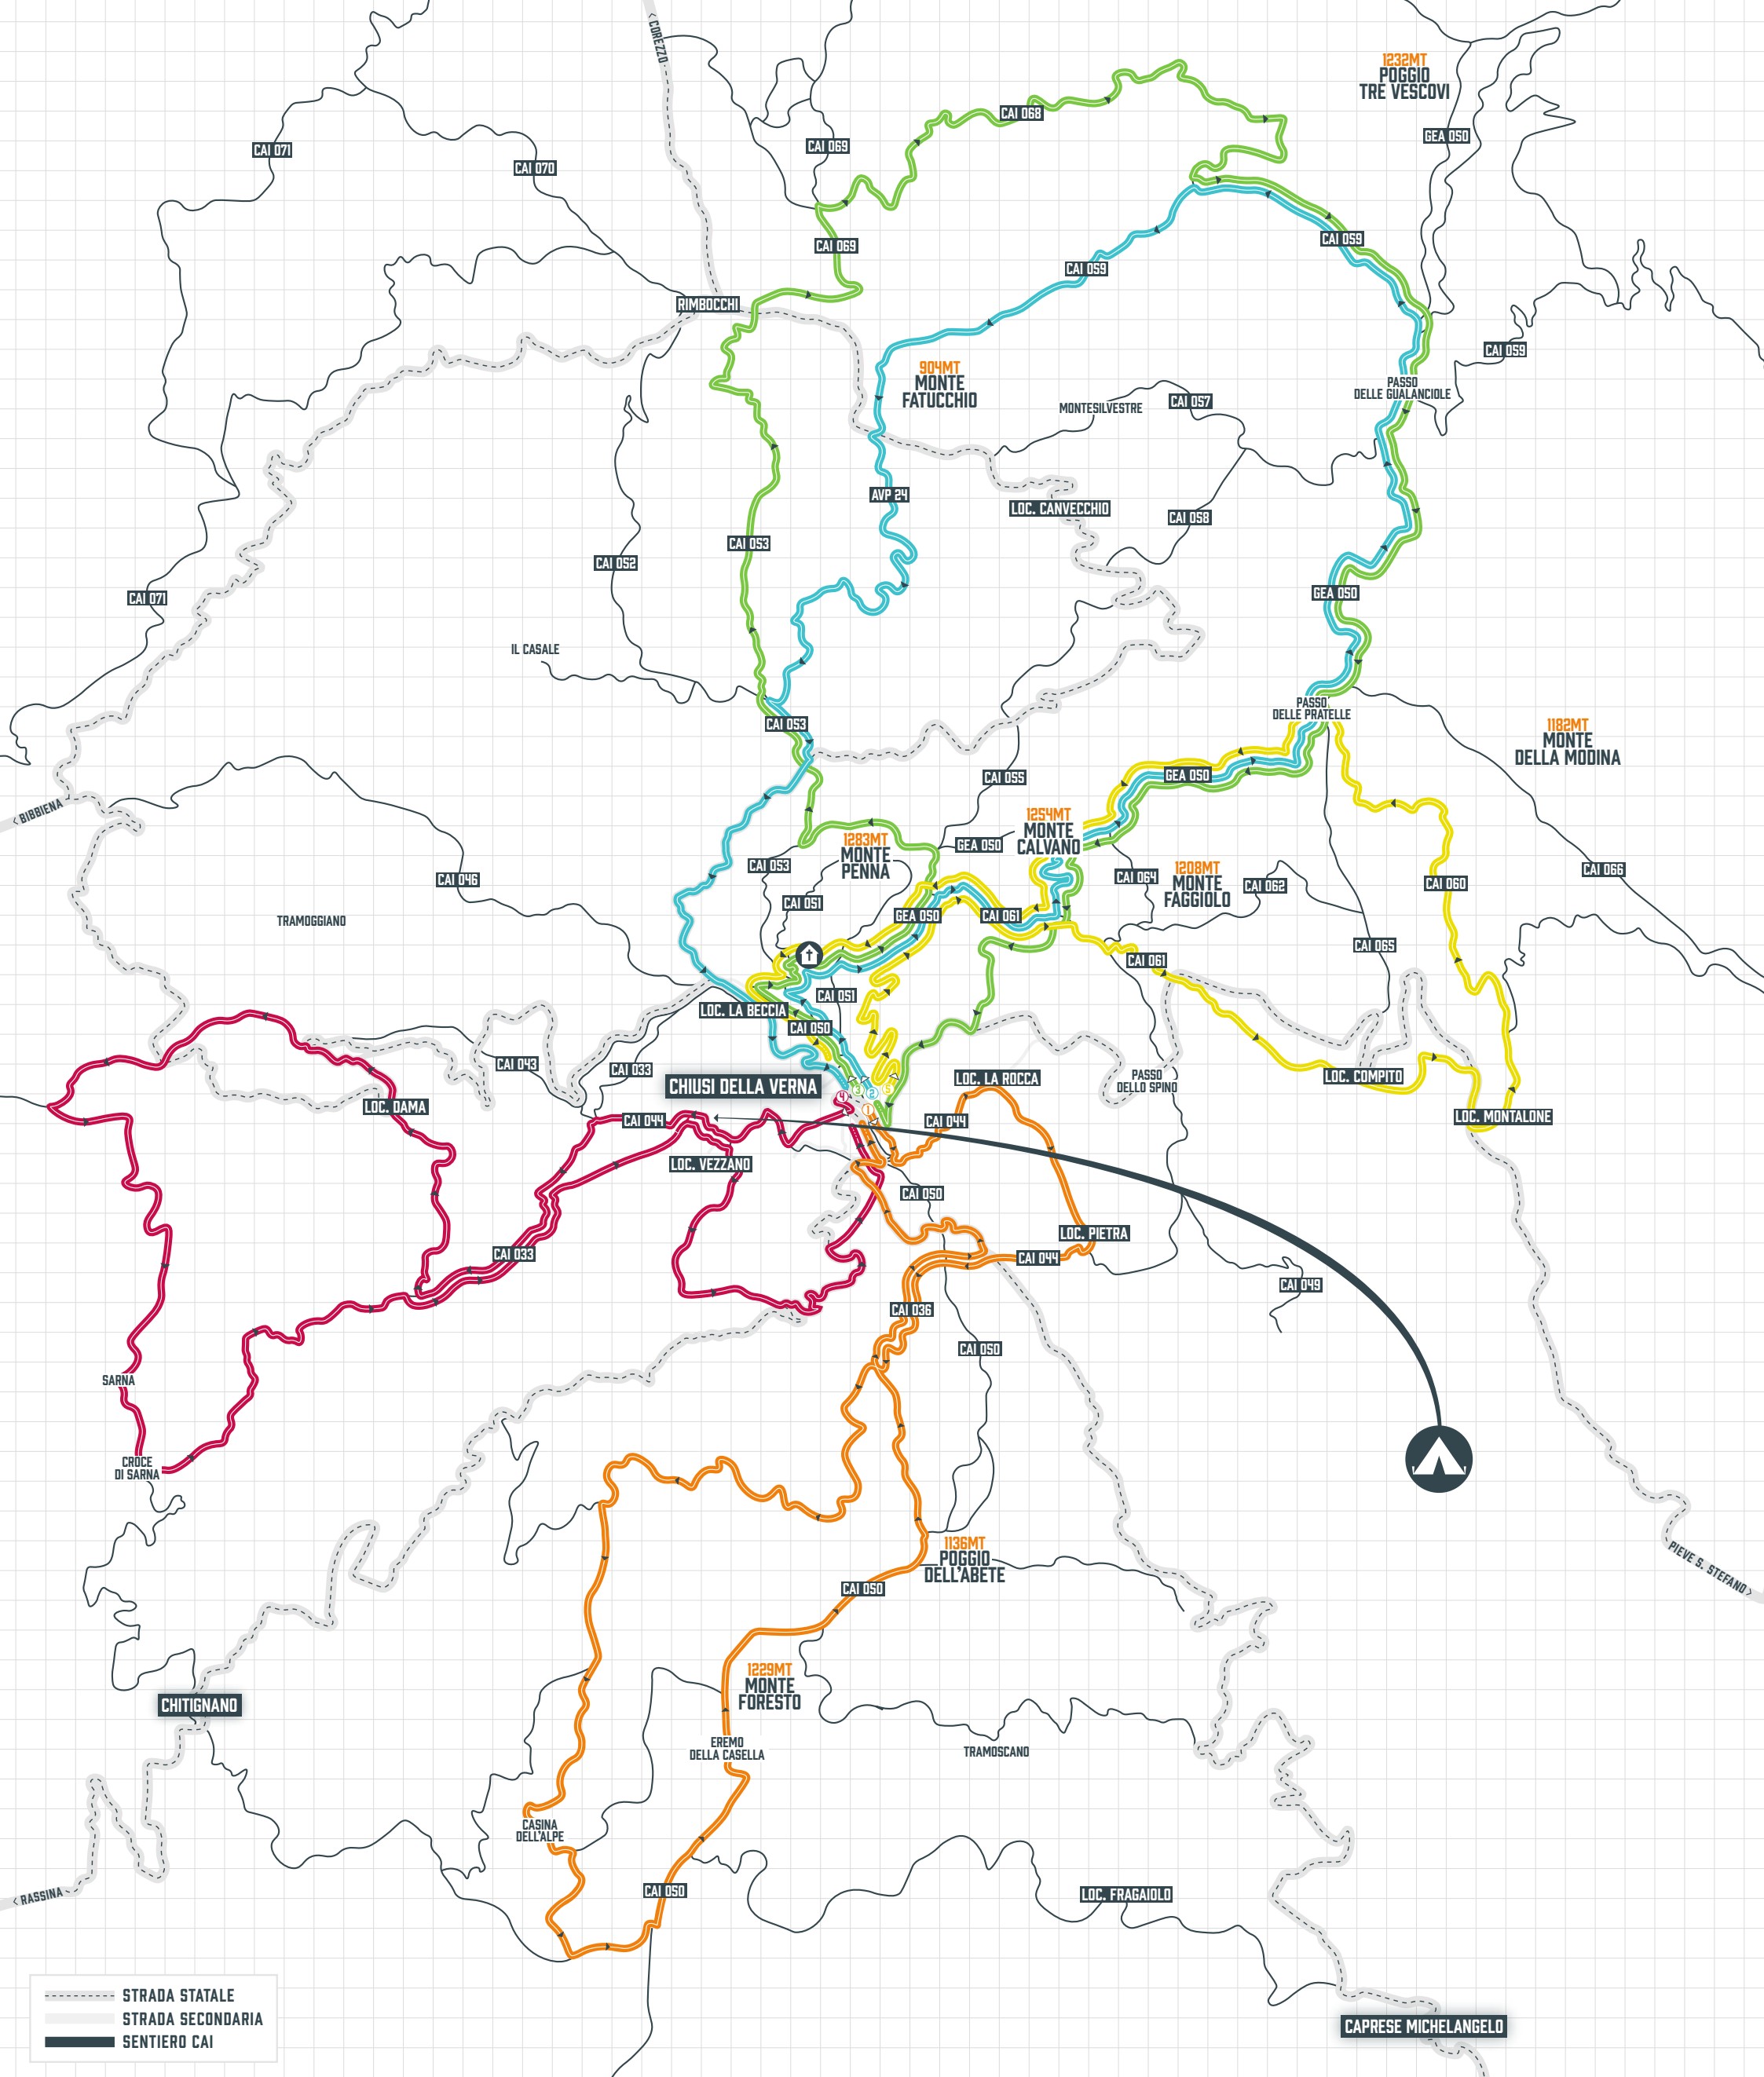 < COREZZO
1232MT
POGGIO
TRE VESCOVI
CAI 068
GEA 050
CAI 071
CAI 069
CAI 070
CAI 069
CAI 059
CAI 059
RIMBOCCHI
CAI 059
904MT
MONTE
FATUCCHIO
PASSO
DELLE GUALANCIOLE
MONTESILVESTRE
CAI 057
AVP 24
LOC. CANVECCHIO
CAI 058
CAI 053
CAI 052
GEA 050
CAI 071
IL CASALE
PASSO
DELLE PRATELLE
CAI 053
1182MT
MONTE
DELLA MODINA
GEA 050
CAI 055
< BIBBIENA
1254MT
MONTE
CALVANO
GEA 050
1283MT
MONTE
PENNA
CAI 053
CAI 064
1208MT
MONTE
FAGGIOLO
CAI 062
CAI 060
CAI 066
CAI 046
CAI 051
GEA 050
CAI 061
TRAMOGGIANO
CAI 065
CAI 061
CAI 051
LOC. LA BECCIA
CAI 050
CAI 043
CAI 033
CHIUSI DELLA VERNA
LOC. LA ROCCA
PASSO
DELLO SPINO
LOC. COMPITO
3
2
5
4
1
LOC. DAMA
CAI 044
CAI 044
LOC. MONTALONE
LOC. VEZZANO
CAI 050
LOC. PIETRA
CAI 033
CAI 044
CAI 049
CAI 036
CAI 050
SARNA
CROCE
DI SARNA
1136MT
POGGIO
DELL'ABETE
PIEVE S. STEFANO >
CAI 050
1229MT
MONTE
FORESTO
CHITIGNANO
EREMO
DELLA CASELLA
TRAMOSCANO
CASINA
DELL'ALPE
CAI 050
LOC. FRAGAIOLO
< RASSINA
STRADA STATALE
STRADA SECONDARIA
SENTIERO CAI
CAPRESE MICHELANGELO